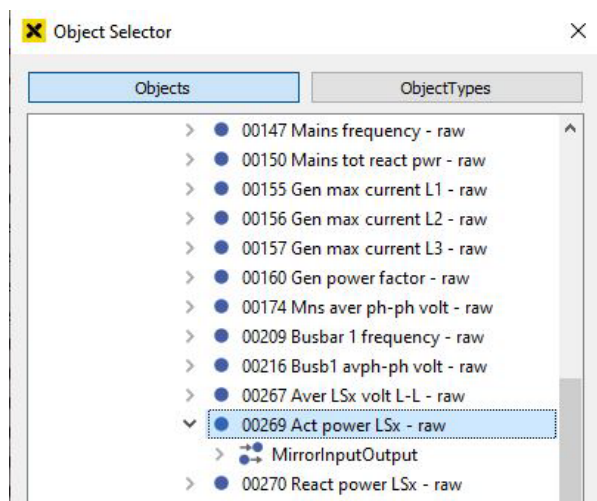 Object Selector
Objects
ObjectTypes
00147 Mains frequency - raw
00150 Mains tot react pwr - raw
00155 Gen max current L1 - raw
00156 Gen max current L2 - raw
00157 Gen max current L3 - raw
00160 Gen power factor - raw
00174 Mns aver ph-ph volt - raw
00209 Busbar 1 frequency - raw
00216 Busb1 avph-ph volt - raw
00267 Aver LSx volt L-L - raw
00269 Act power LSx - raw
MirrorInputOutput
00270 React power LSx - raw